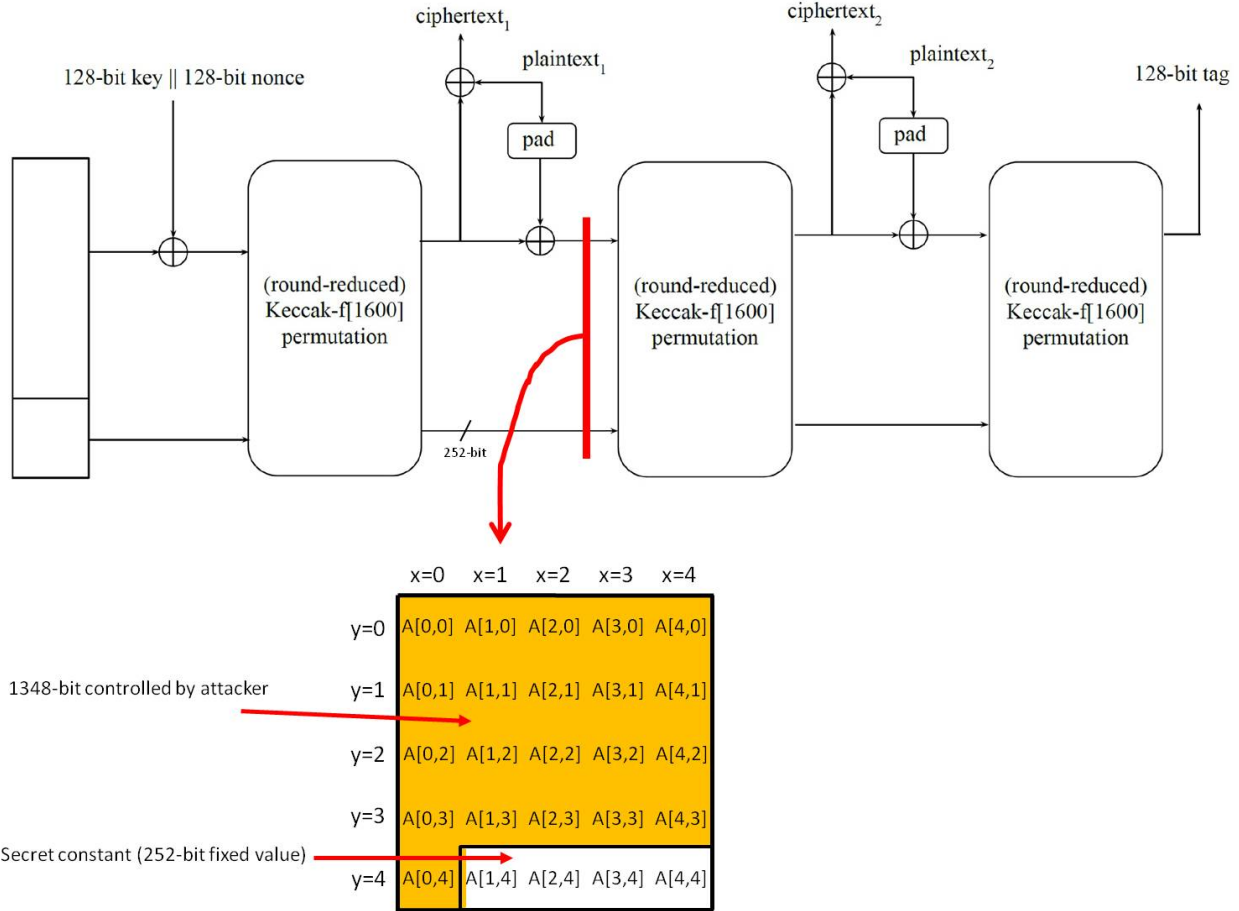 ciphertext₁
ciphertext₂
plaintext₁
plaintext₂
128-bit key || 128-bit nonce
128-bit tag
pad
pad
(round-reduced)
Keccak-f[1600]
permutation
(round-reduced)
Keccak-f[1600]
permutation
(round-reduced)
Keccak-f[1600]
permutation
252-bit
x=0 x=1 x=2 x=3 x=4
y=0 A[0,0] A[1,0] A[2,0] A[3,0] A[4,0]
1348-bit controlled by attacker
y=1 A[0,1] A[1,1] A[2,1] A[3,1] A[4,1]
y=2 A[0,2] A[1,2] A[2,2] A[3,2] A[4,2]
y=3 A[0,3] A[1,3] A[2,3] A[3,3] A[4,3]
Secret constant (252-bit fixed value)
y=4 A[0,4] A[1,4] A[2,4] A[3,4] A[4,4]